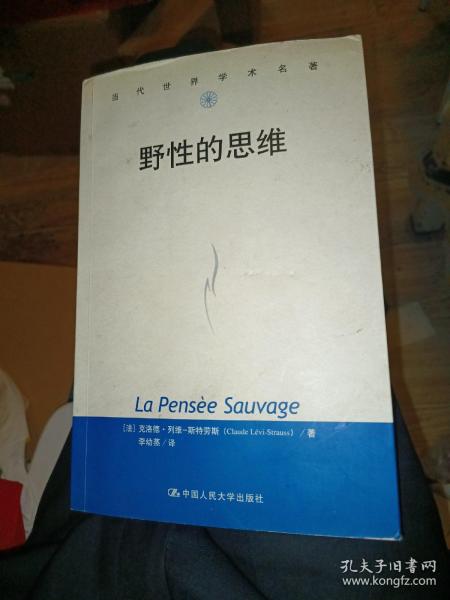 当代世界学术名著
野性的思维
La Pensèe Sauvage
［法］克洛德·列维-斯特劳斯（Claude Lévi-Strauss）／著
李幼蒸／译
中国人民大学出版社
孔夫子旧书网
www.kongfz.com